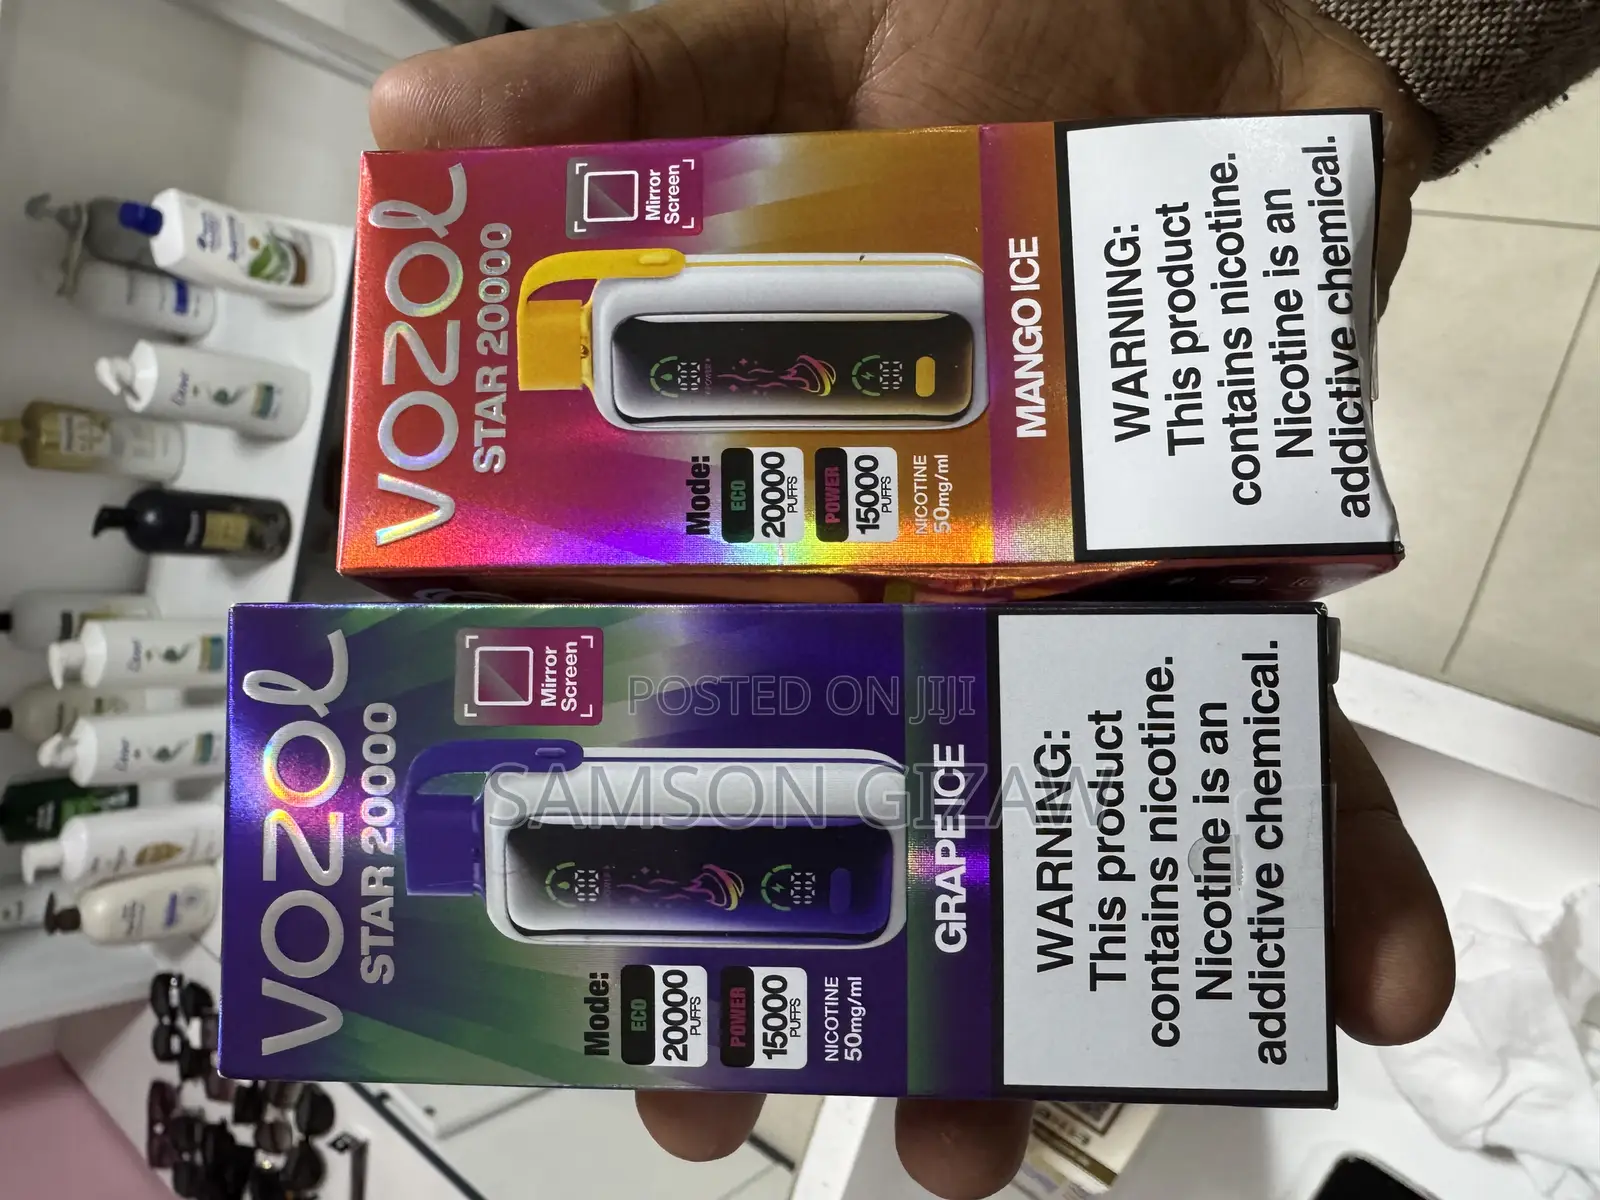 VOZOL
STAR 20000
Mirror
Screen
Mode:
ECO
20000
PUFFS
POWER
15000
PUFFS
NICOTINE
50mg/ml
MANGO ICE
WARNING:
This product
contains nicotine.
Nicotine is an
addictive chemical.
VOZOL
STAR 20000
Mirror
Screen
Mode:
ECO
20000
PUFFS
POWER
15000
PUFFS
NICOTINE
50mg/ml
GRAPE ICE
WARNING:
This product
contains nicotine.
Nicotine is an
addictive chemical.
POSTED ON JIJI
SAMSON GIZAW
Dove
Dove
Dove